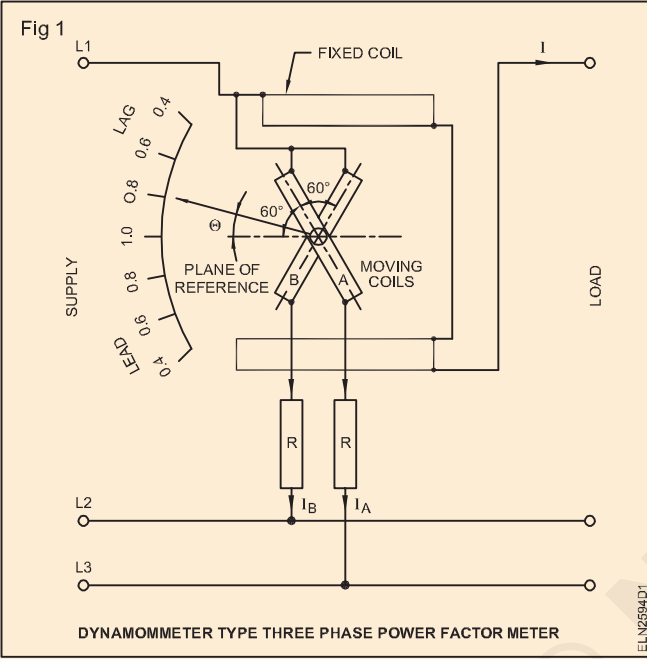 Fig 1
L1
FIXED COIL
I
LAG
0.4
0.6
0.8
1.0
0.8
0.6
0.4
LEAD
60°
60°
Θ
PLANE OF
REFERENCE
B
A
MOVING
COILS
SUPPLY
LOAD
R
R
IB
IA
L2
L3
DYNAMOMMETER TYPE THREE PHASE POWER FACTOR METER
ELN2594D1